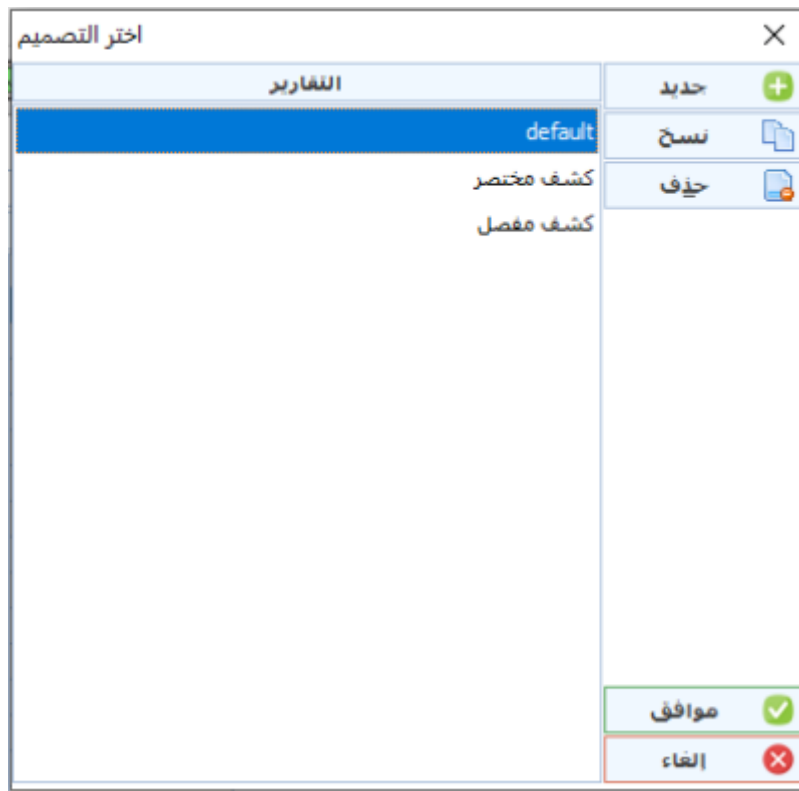 اختر التصميم
التقارير
default
كشف مختصر
كشف مفصل
جديد
نسخ
حذف
موافق
إلغاء